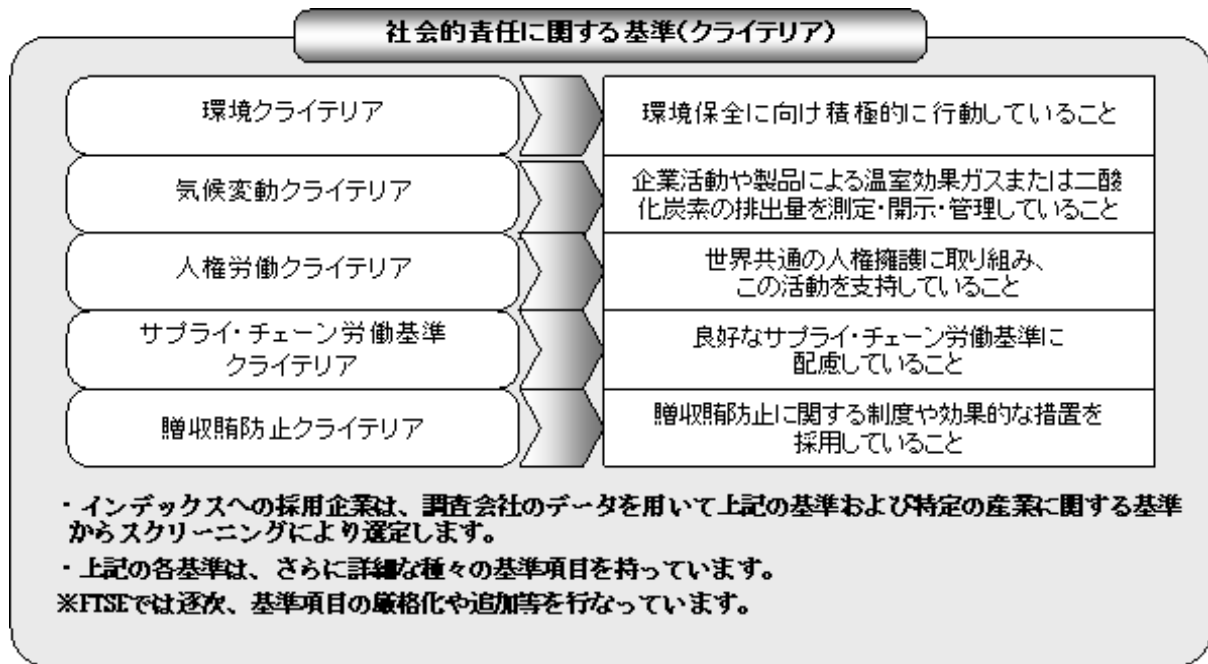 社会的責任に関する基準(クライテリア)
環境クライテリア
環境保全に向け積極的に行動していること
気候変動クライテリア
企業活動や製品による温室効果ガスまたは二酸
化炭素の排出量を測定・開示・管理していること
人権労働クライテリア
世界共通の人権擁護に取り組み、
この活動を支持していること
サプライ・チェーン労働基準
クライテリア
良好なサプライ・チェーン労働基準に
配慮していること
贈収賄防止クライテリア
贈収賄防止に関する制度や効果的な措置を
採用していること
・インデックスへの採用企業は、調査会社のデータを用いて上記の基準および特定の産業に関する基準
からスクリーニングにより選定します。
・上記の各基準は、さらに詳細な種々の基準項目を持っています。
※FTSEでは逐次、基準項目の厳格化や追加等を行なっています。